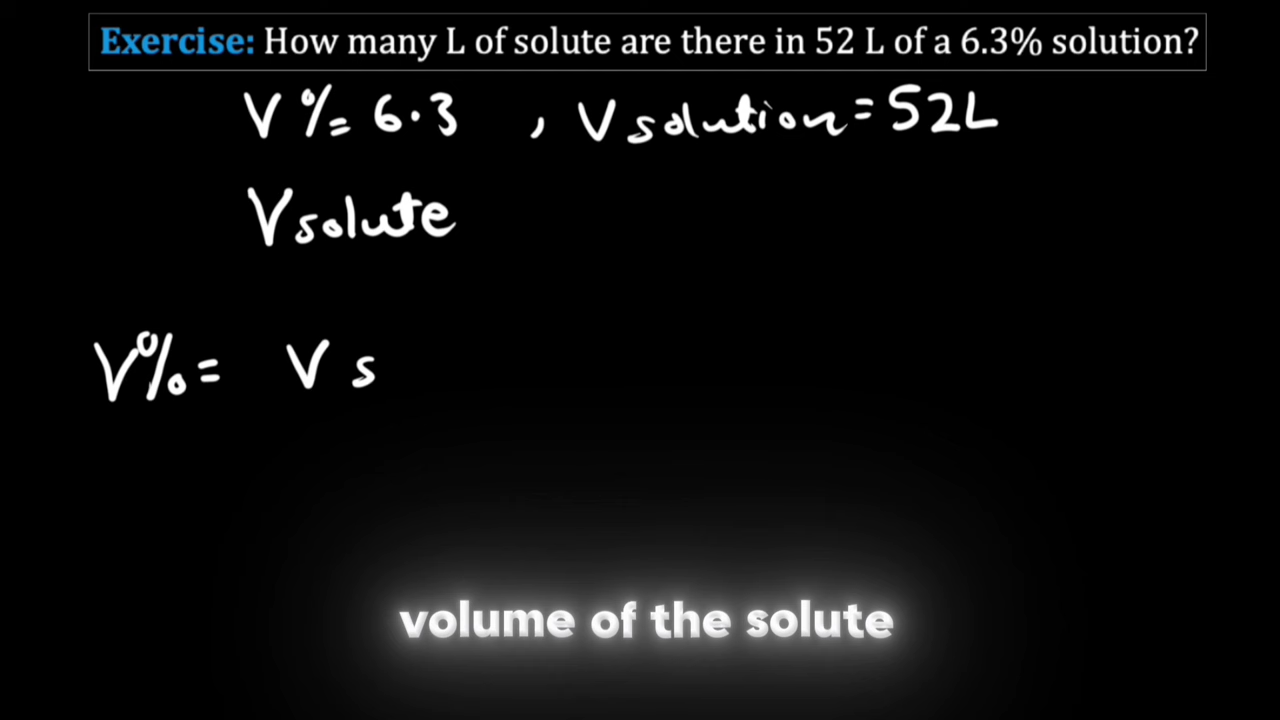 Exercise: How many L of solute are there in 52 L of a 6.3% solution?
V%= 6.3 , Vsolution=52L
Vsolute
V%= V s
volume of the solute